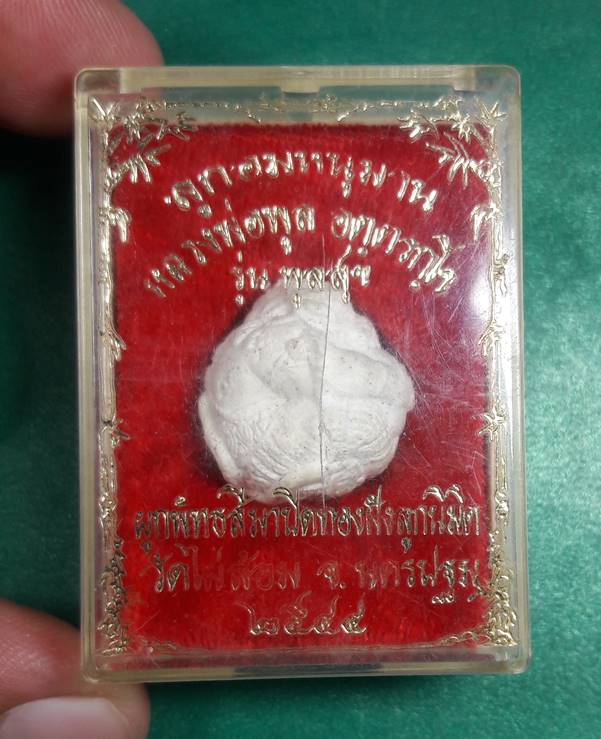 ลูกอมหนุมาน
หลวงพ่อพูล อตฺตรกฺโข
รุ่น พูลสุข
ผูกพัทธสีมาปิดทองฝังลูกนิมิต
วัดไผ่ล้อม จ.นครปฐม
๒๕๔๕